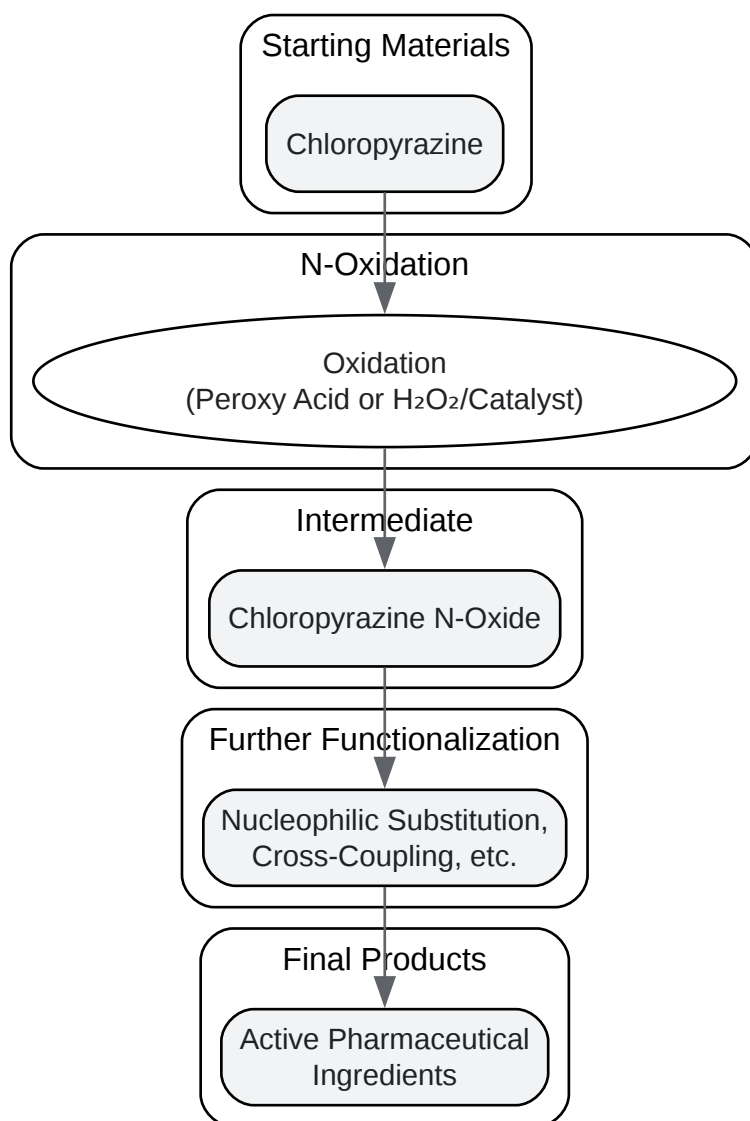 Starting Materials
Chloropyrazine
N-Oxidation
Oxidation
(Peroxy Acid or H₂O₂/Catalyst)
Intermediate
Chloropyrazine N-Oxide
Further Functionalization
Nucleophilic Substitution,
Cross-Coupling, etc.
Final Products
Active Pharmaceutical
Ingredients